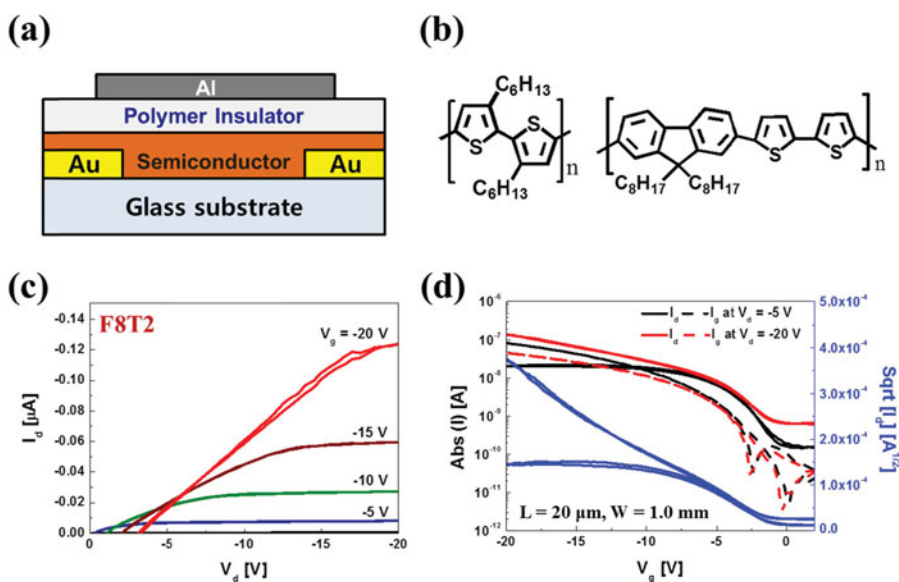 (a)
Al
Polymer Insulator
Au
Semiconductor
Au
Glass substrate
(b)
C6H13
S
S
C6H13
n
C8H17
C8H17
S
S
n
(c)
F8T2
-0.14
-0.12
-0.10
-0.08
-0.06
-0.04
-0.02
0.00
Id [µA]
Vg = -20 V
-15 V
-10 V
-5 V
0
-5
-10
-15
-20
Vd [V]
(d)
10-6
10-7
10-8
10-9
10-10
10-11
10-12
Abs (I) [A]
Id
Ig at Vd = -5 V
Id
Ig at Vd = -20 V
L = 20 µm, W = 1.0 mm
-20
-15
-10
-5
0
Vg [V]
5.0x10-4
4.0x10-4
3.0x10-4
2.0x10-4
1.0x10-4
0.0
Sqrt [Id] [A1/2]